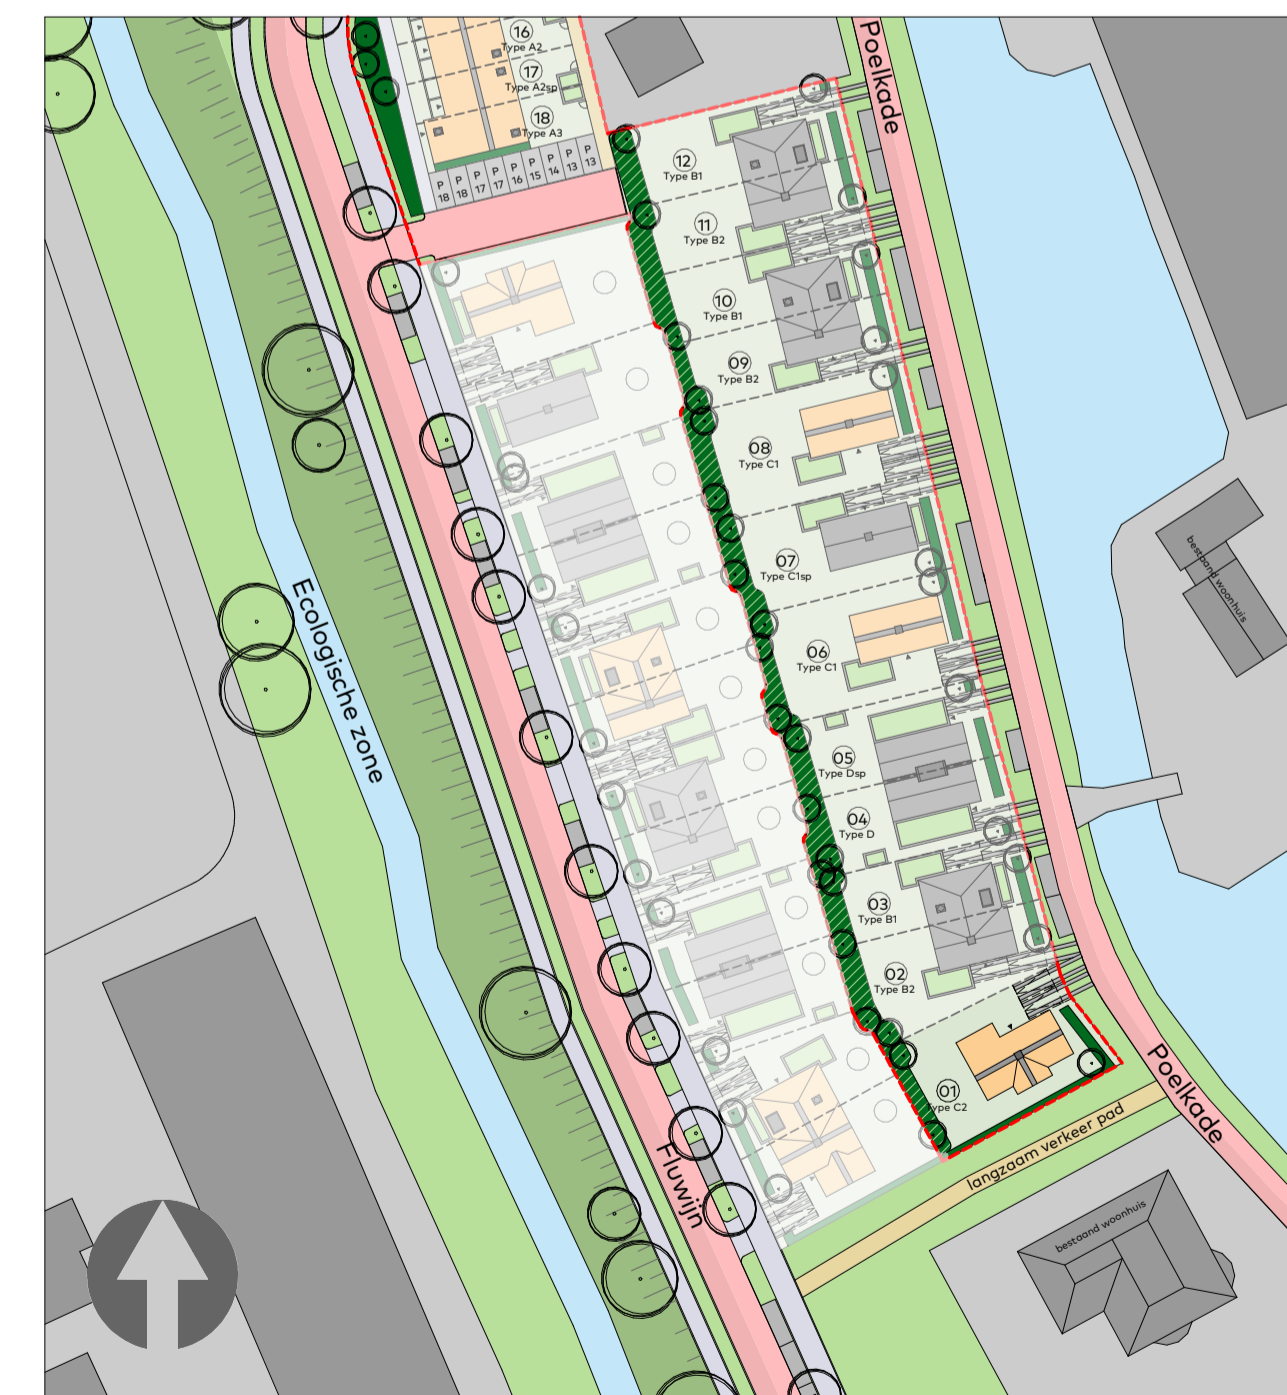 16
Type A2
17
Type A2sp
18
Type A3
P
18
P
18
P
17
P
17
P
16
P
15
P
14
P
13
P
13
Poelkade
12
Type B1
11
Type B2
10
Type B1
09
Type B2
08
Type C1
07
Type C1sp
06
Type C1
05
Type Dsp
04
Type D
03
Type B1
02
Type B2
01
Type C2
bestaand woonhuis
Ecologische zone
Fluwijn
Poelkade
langzaam verkeer pad
bestaand woonhuis